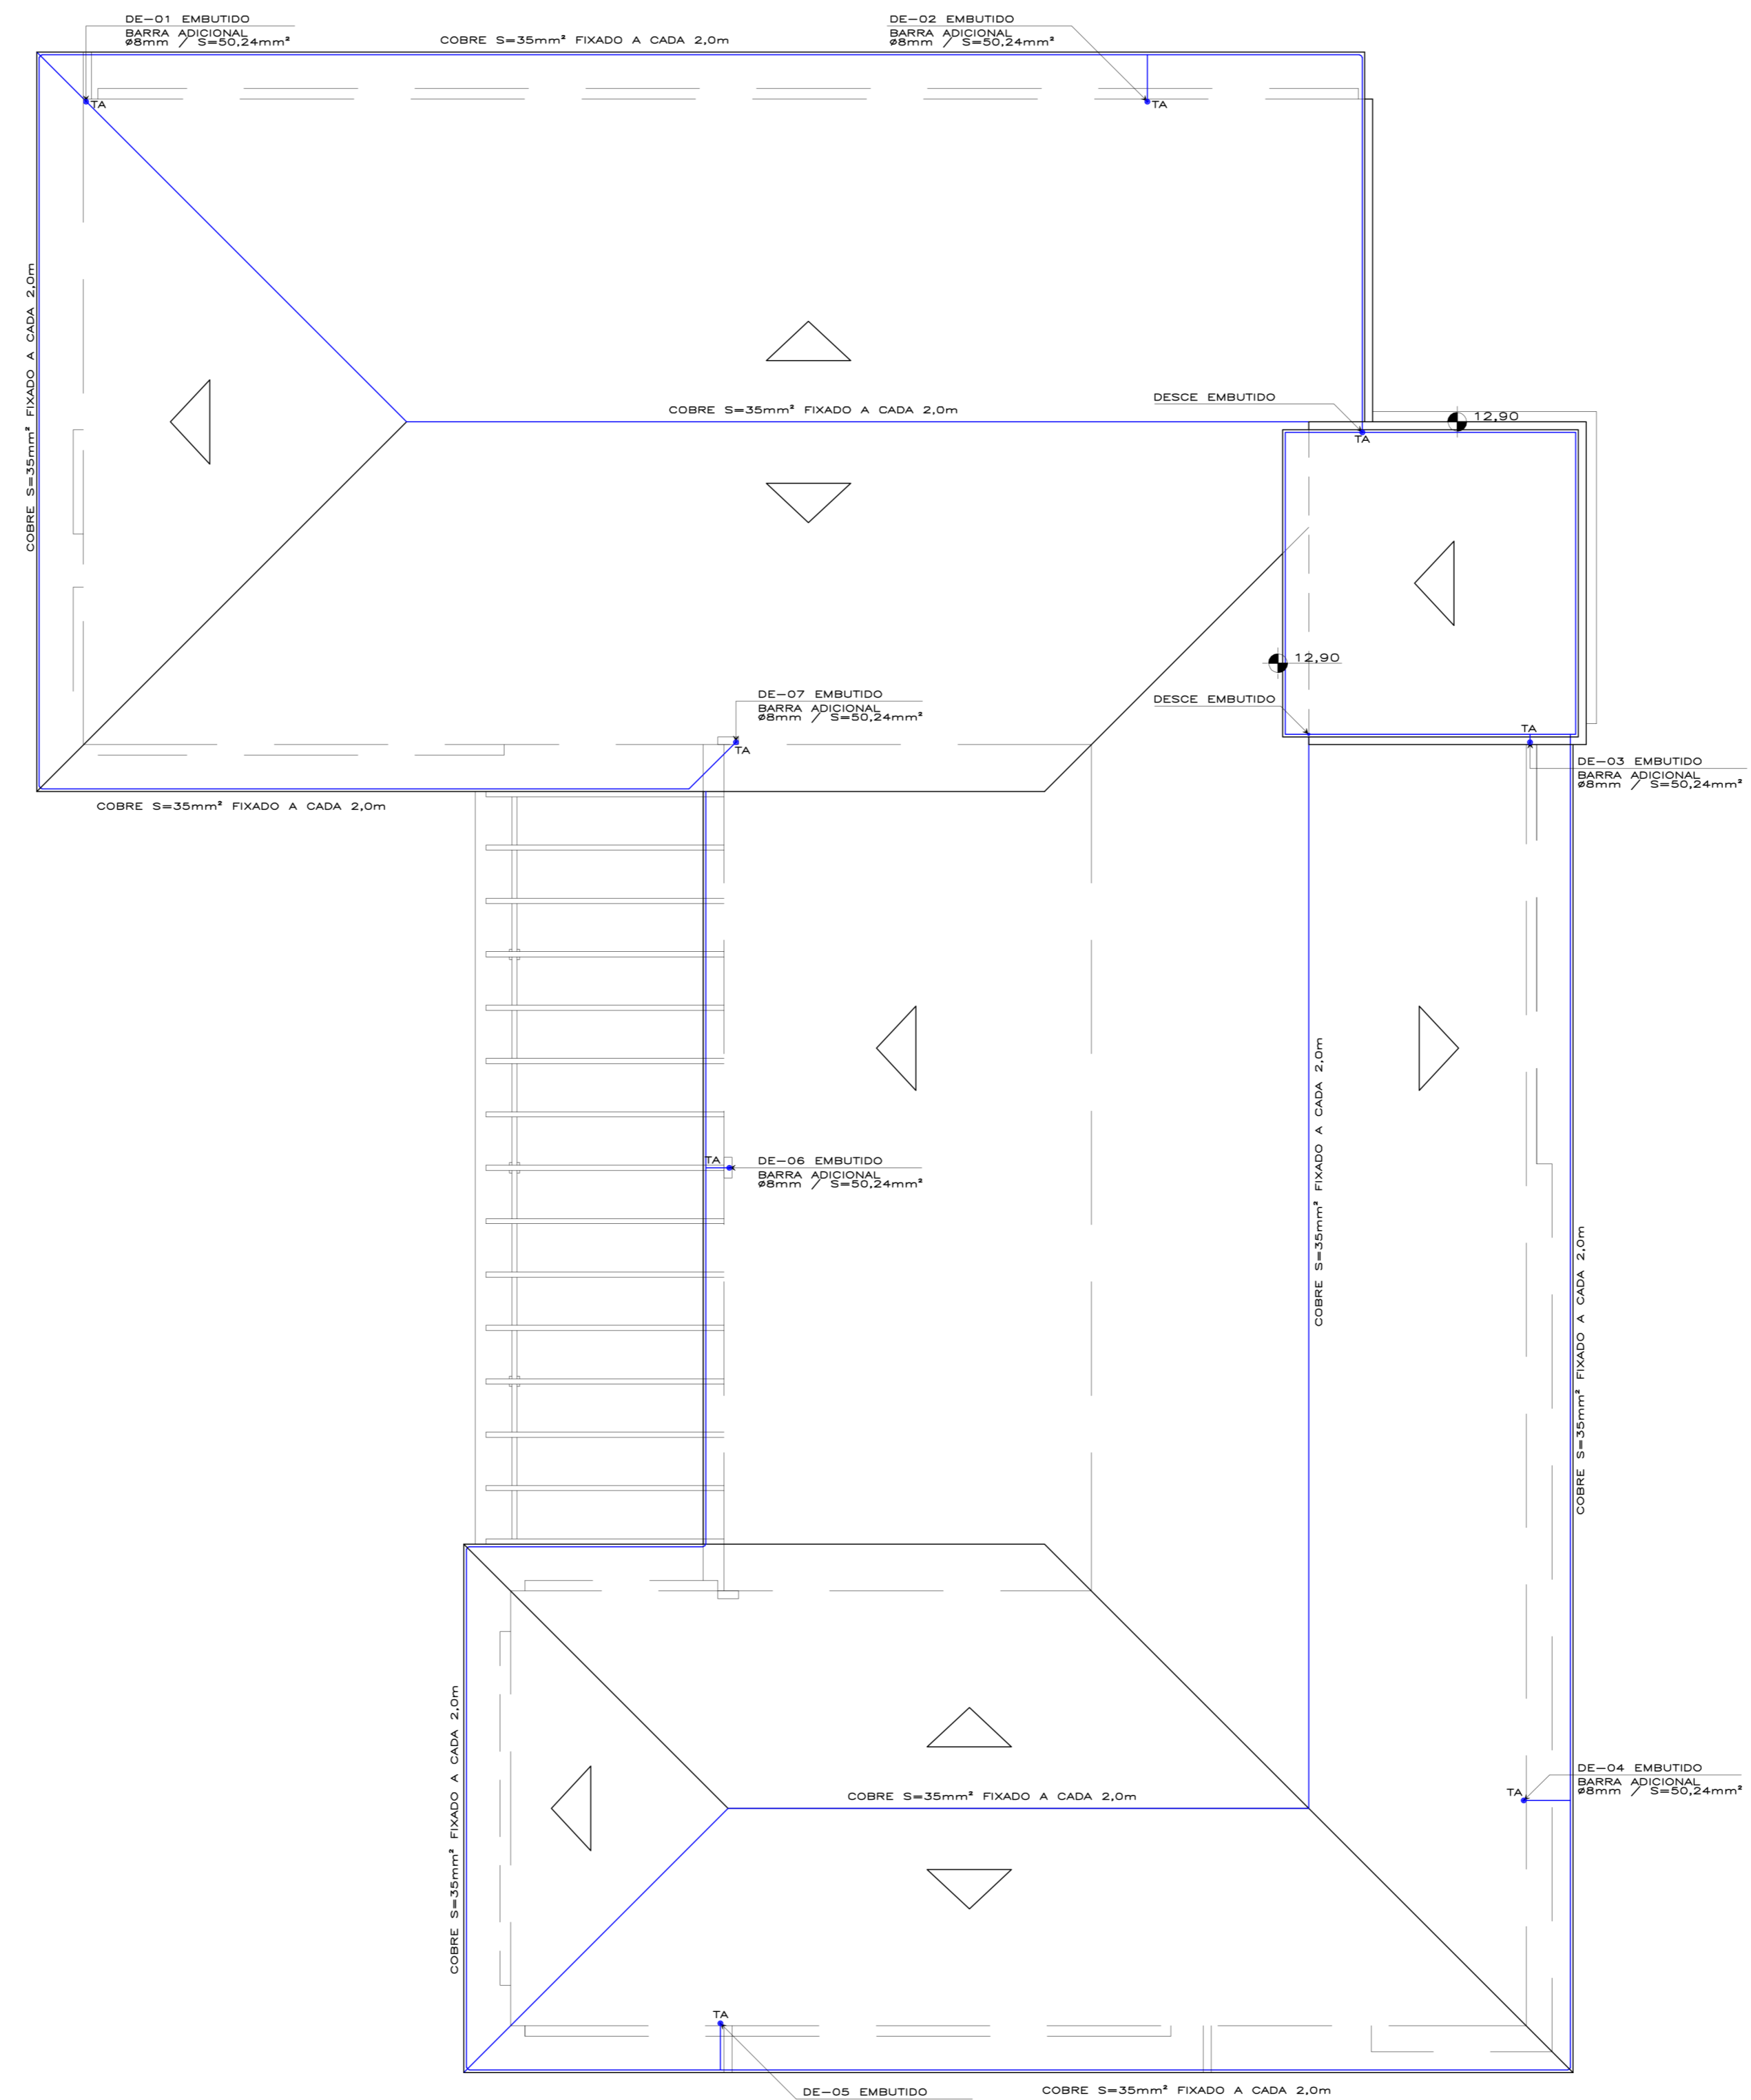 DE-01 EMBUTIDO
BARRA ADICIONAL
ø8mm / S=50,24mm²
COBRE S=35mm² FIXADO A CADA 2,0m
DE-02 EMBUTIDO
BARRA ADICIONAL
ø8mm / S=50,24mm²
TA
TA
COBRE S=35mm² FIXADO A CADA 2,0m
COBRE S=35mm² FIXADO A CADA 2,0m
DESCE EMBUTIDO
TA
12,90
12,90
DESCE EMBUTIDO
DE-07 EMBUTIDO
BARRA ADICIONAL
ø8mm / S=50,24mm²
TA
TA
DE-03 EMBUTIDO
BARRA ADICIONAL
ø8mm / S=50,24mm²
COBRE S=35mm² FIXADO A CADA 2,0m
COBRE S=35mm² FIXADO A CADA 2,0m
TA
DE-06 EMBUTIDO
BARRA ADICIONAL
ø8mm / S=50,24mm²
COBRE S=35mm² FIXADO A CADA 2,0m
COBRE S=35mm² FIXADO A CADA 2,0m
COBRE S=35mm² FIXADO A CADA 2,0m
TA
DE-04 EMBUTIDO
BARRA ADICIONAL
ø8mm / S=50,24mm²
TA
DE-05 EMBUTIDO
COBRE S=35mm² FIXADO A CADA 2,0m